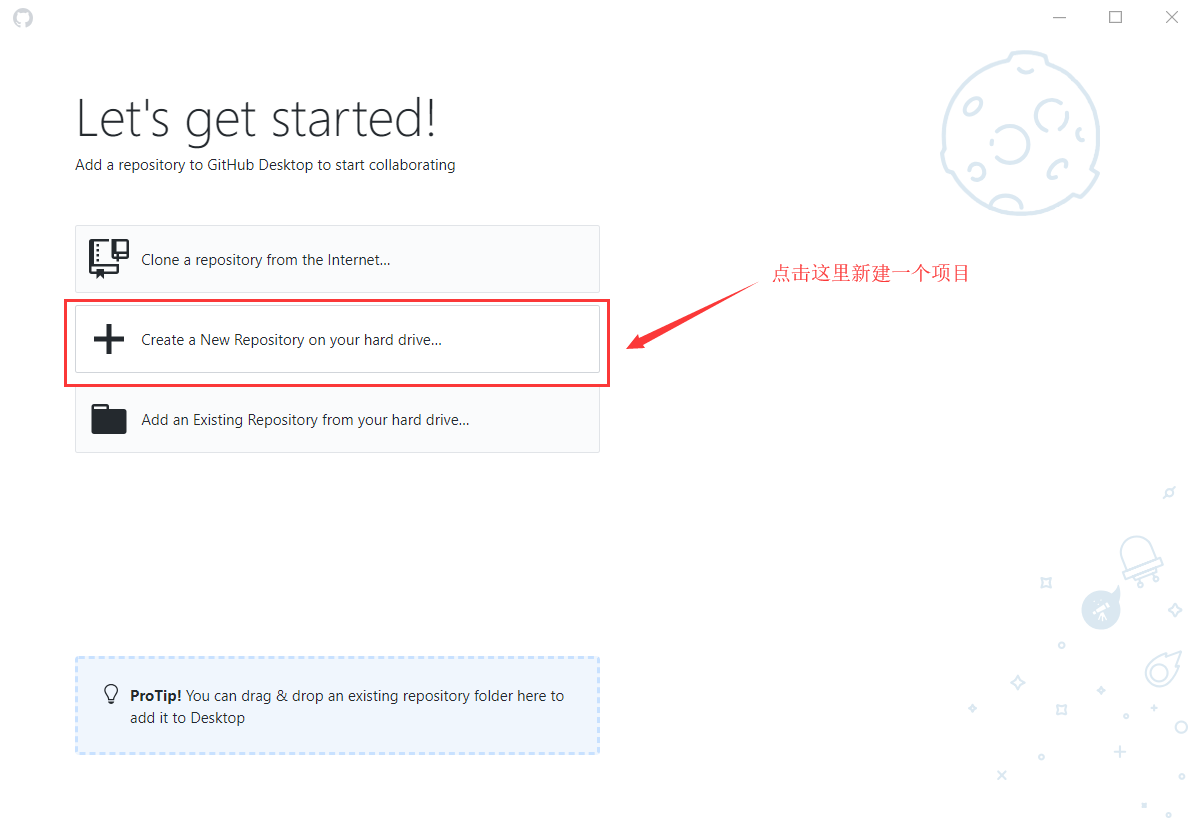 Let's get started!
Add a repository to GitHub Desktop to start collaborating
Clone a repository from the Internet...
点击这里新建一个项目
Create a New Repository on your hard drive...
Add an Existing Repository from your hard drive...
ProTip! You can drag & drop an existing repository folder here to
add it to Desktop